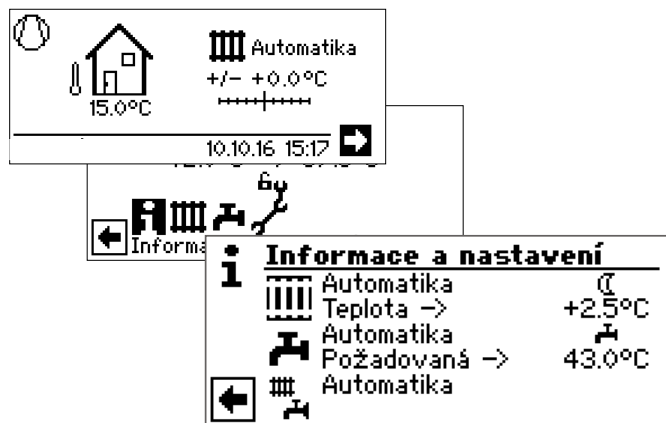 Automatika
+/- +0.0°C
15.0°C
10.10.16 15:17
Informa
Informace a nastavení
Automatika
Teplota -> +2.5°C
Automatika
Požadovaná -> 43.0°C
Automatika